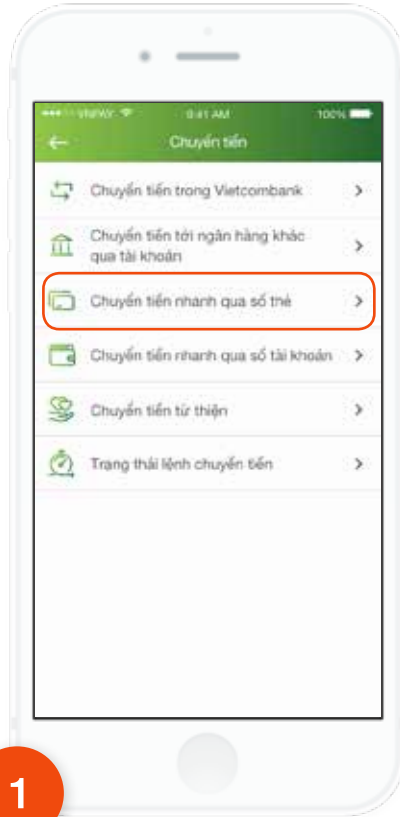 9:41 AM
100%
Chuyển tiền
Chuyển tiền trong Vietcombank
Chuyển tiền tới ngân hàng khác
qua tài khoản
Chuyển tiền nhanh qua số thẻ
Chuyển tiền nhanh qua số tài khoản
Chuyển tiền từ thiện
Trạng thái lệnh chuyển tiền
1